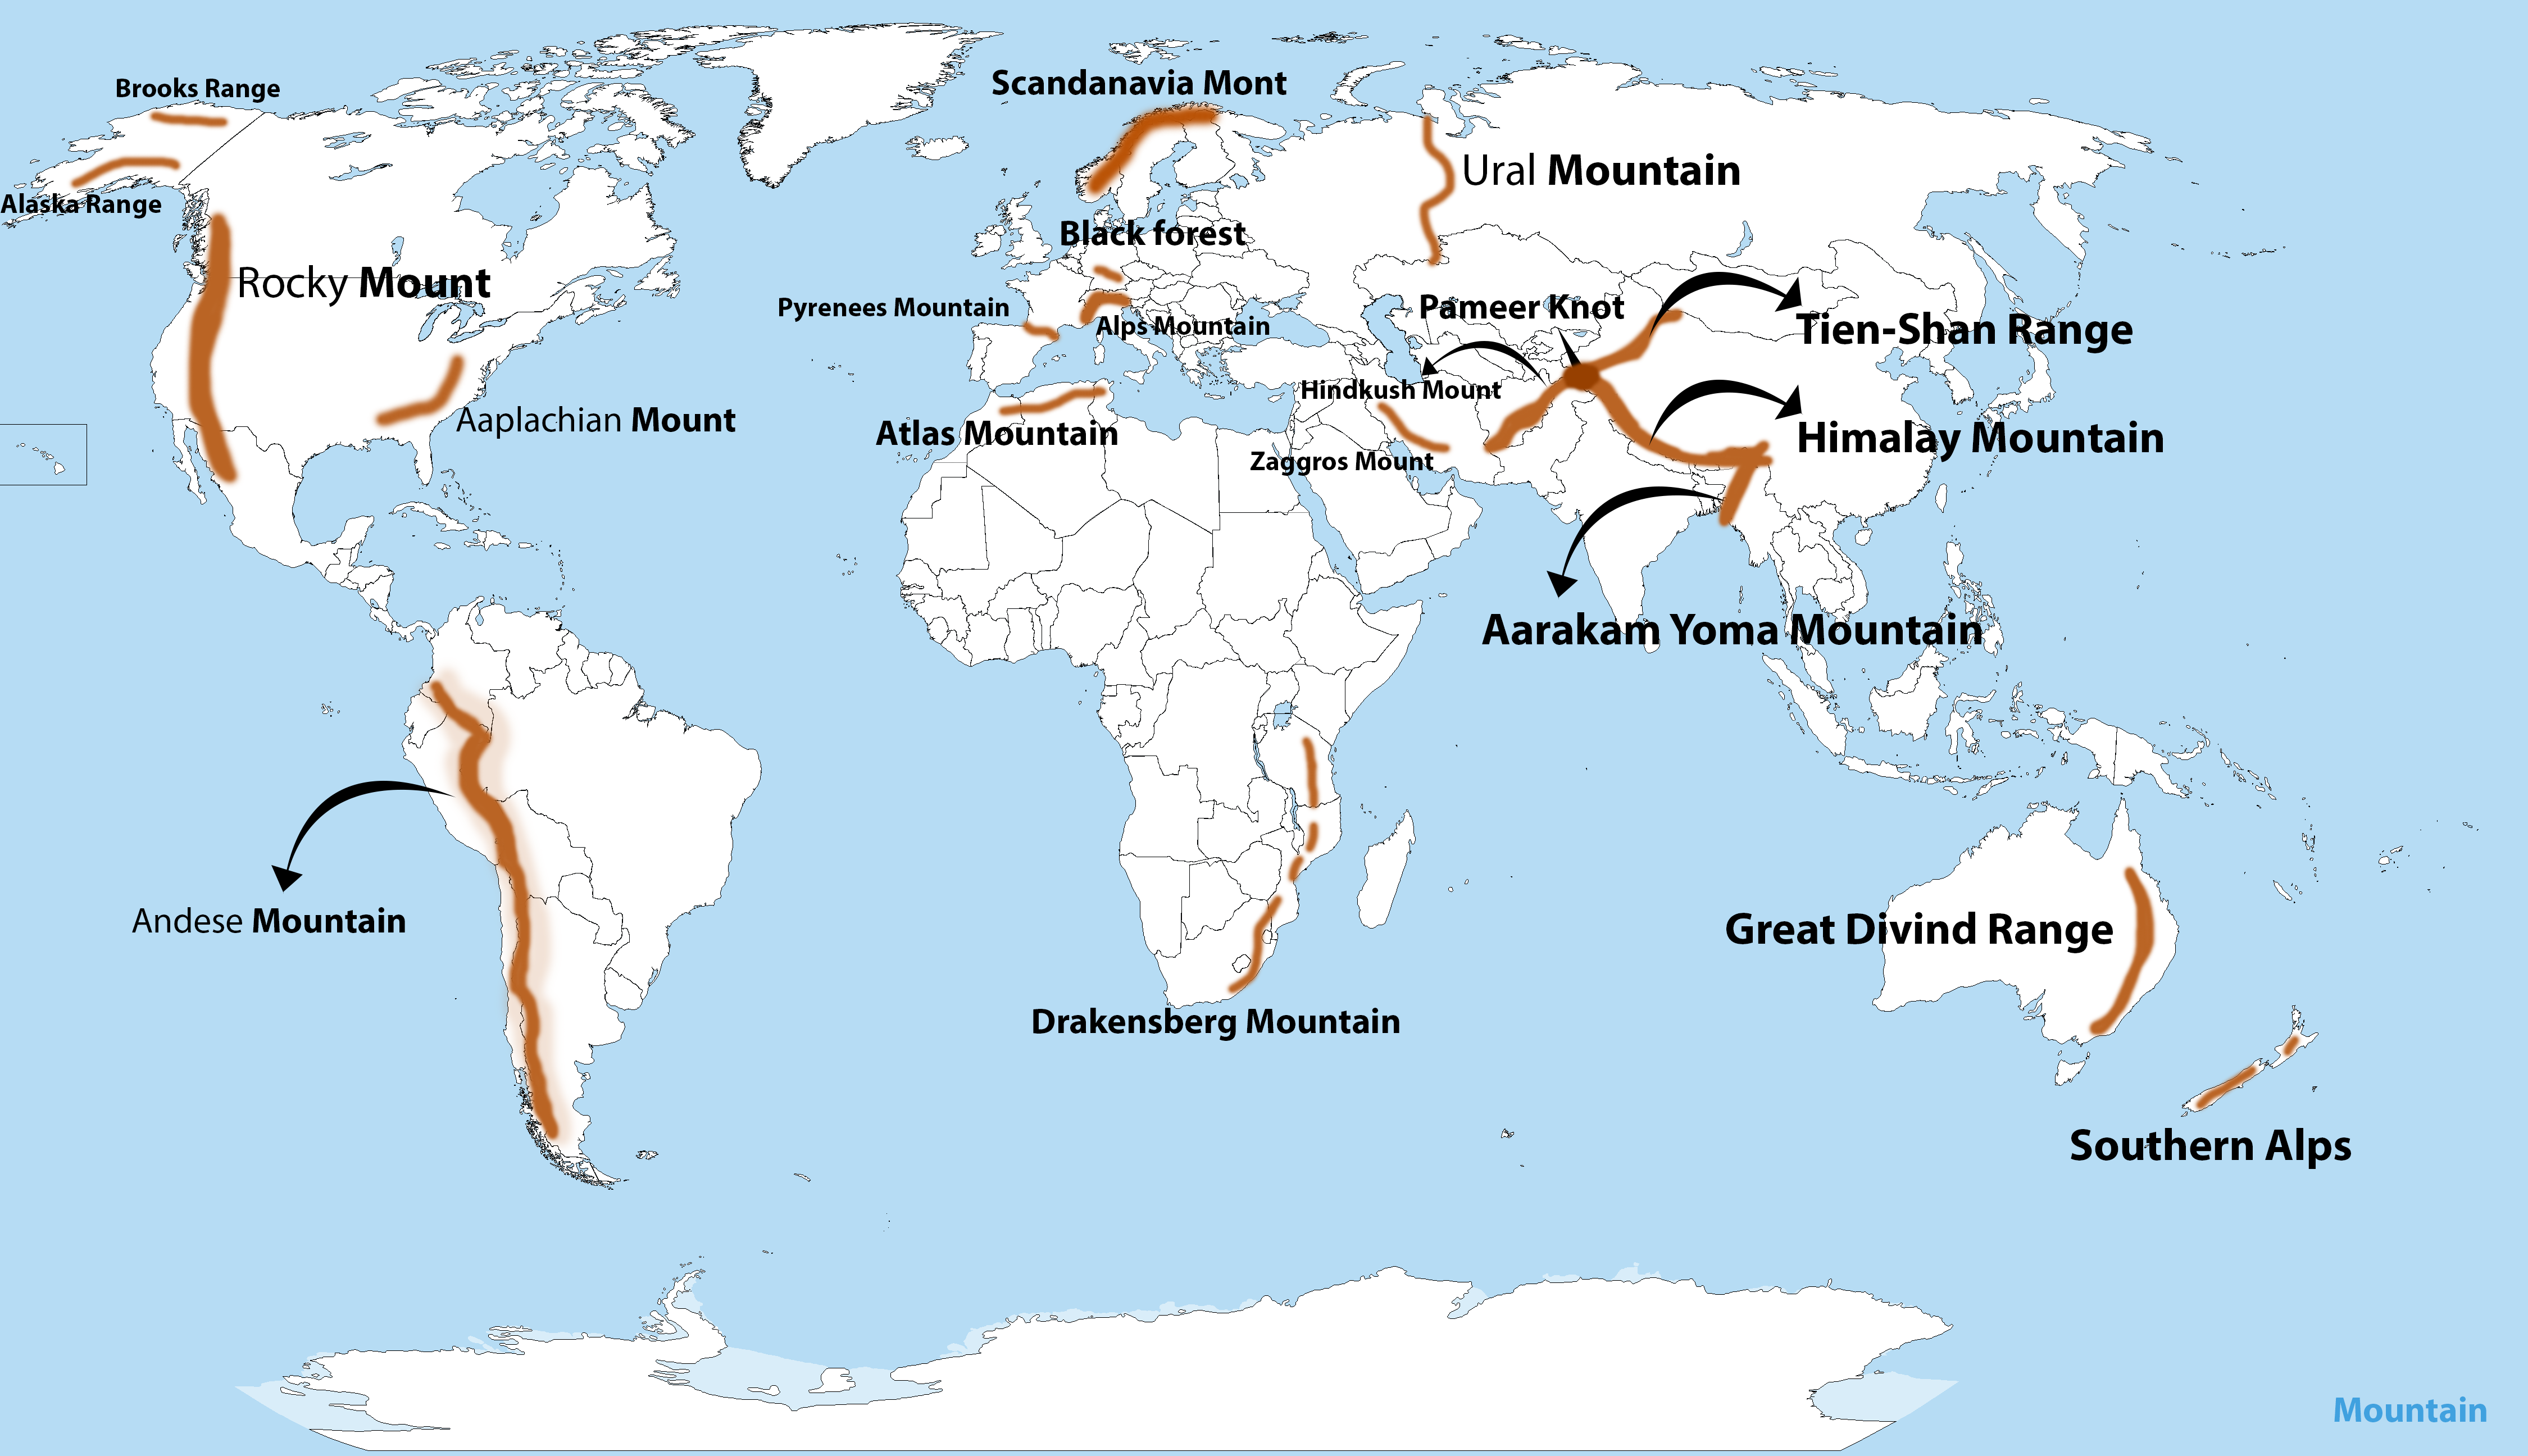 Scandanavia Mont
Brooks Range
Ural Mountain
Alaska Range
Black forest
Rocky Mount
Pyrenees Mountain
Pameer Knot
Alps Mountain
Tien-Shan Range
Hindkush Mount
Aaplachian Mount
Atlas Mountain
Himalay Mountain
Zaggros Mount
Aarakam Yoma Mountain
Andese Mountain
Great Divind Range
Drakensberg Mountain
Southern Alps
Mountain